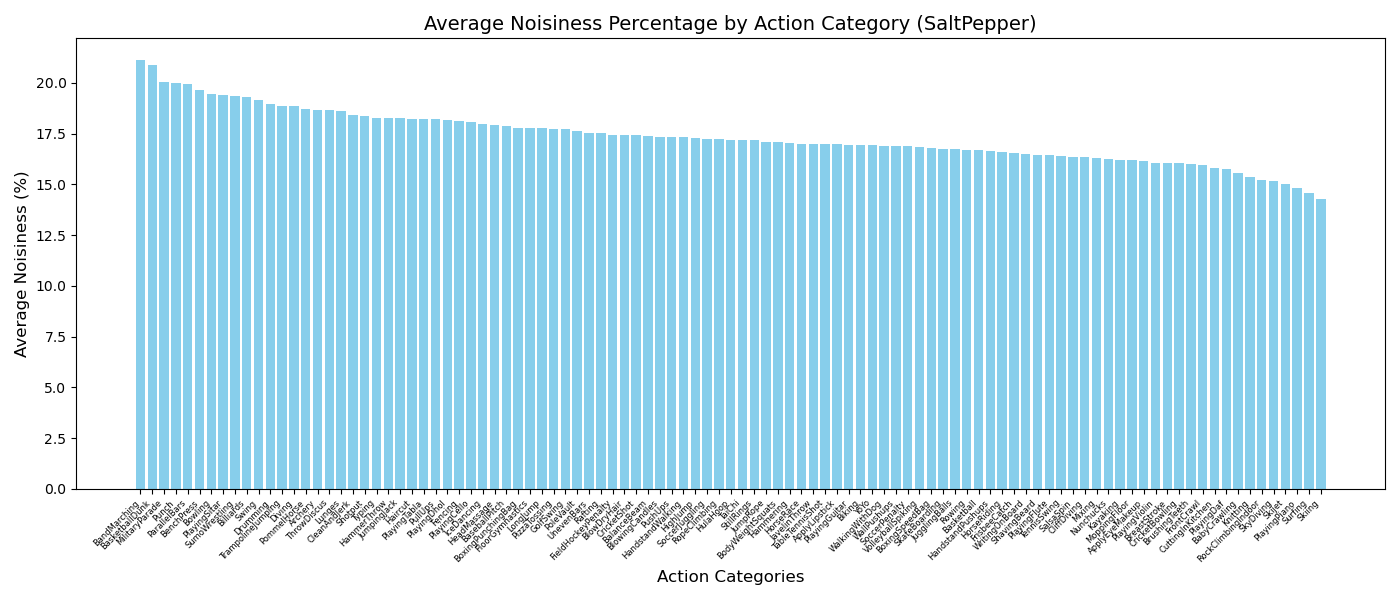 Average Noisiness Percentage by Action Category (SaltPepper)
Average Noisiness (%)
20.0
17.5
15.0
12.5
10.0
7.5
5.0
2.5
0.0
BandMarching
BasketballDunk
MilitaryParade
Punch
ParallelBars
BenchPress
Bowling
PlayingSitar
SumoWrestling
Billiards
Swing
Drumming
TrampolineJumping
Diving
PommelHorse
Archery
ThrowDiscus
Lunges
CleanAndJerk
Shotput
Typing
HammerThrow
JumpingJack
Haircut
PlayingTabla
PullUps
PlayingDhol
Fencing
PlayingCello
IceDancing
HeadMassage
BaseballPitch
BoxingPunchingBag
FloorGymnastics
LongJump
PizzaTossing
GolfSwing
PoleVault
UnevenBars
Rafting
FieldHockeyPenalty
BlowDryHair
CricketShot
BalanceBeam
BlowingCandles
PushUps
HandstandWalking
HighJump
SoccerJuggling
RopeClimbing
HulaHoop
TaiChi
StillRings
JumpRope
BodyWeightSquats
Hammering
HorseRace
JavelinThrow
TableTennisShot
ApplyLipstick
PlayingGuitar
Biking
YoYo
WalkingWithDog
WallPushups
SoccerPenalty
VolleyballSpiking
BoxingSpeedBag
SkateBoarding
JugglingBalls
Rowing
Basketball
HandstandPushups
HorseRiding
FrisbeeCatch
WritingOnBoard
ShavingBeard
PlayingFlute
TennisSwing
SalsaSpin
CliffDiving
Mixing
Nunchucks
Kayaking
MoppingFloor
ApplyEyeMakeup
PlayingViolin
BreastStroke
CricketBowling
BrushingTeeth
FrontCrawl
CuttingInKitchen
PlayingDaf
BabyCrawling
Knitting
RockClimbingIndoor
SkyDiving
Skijet
PlayingPiano
Surfing
Skiing
Action Categories